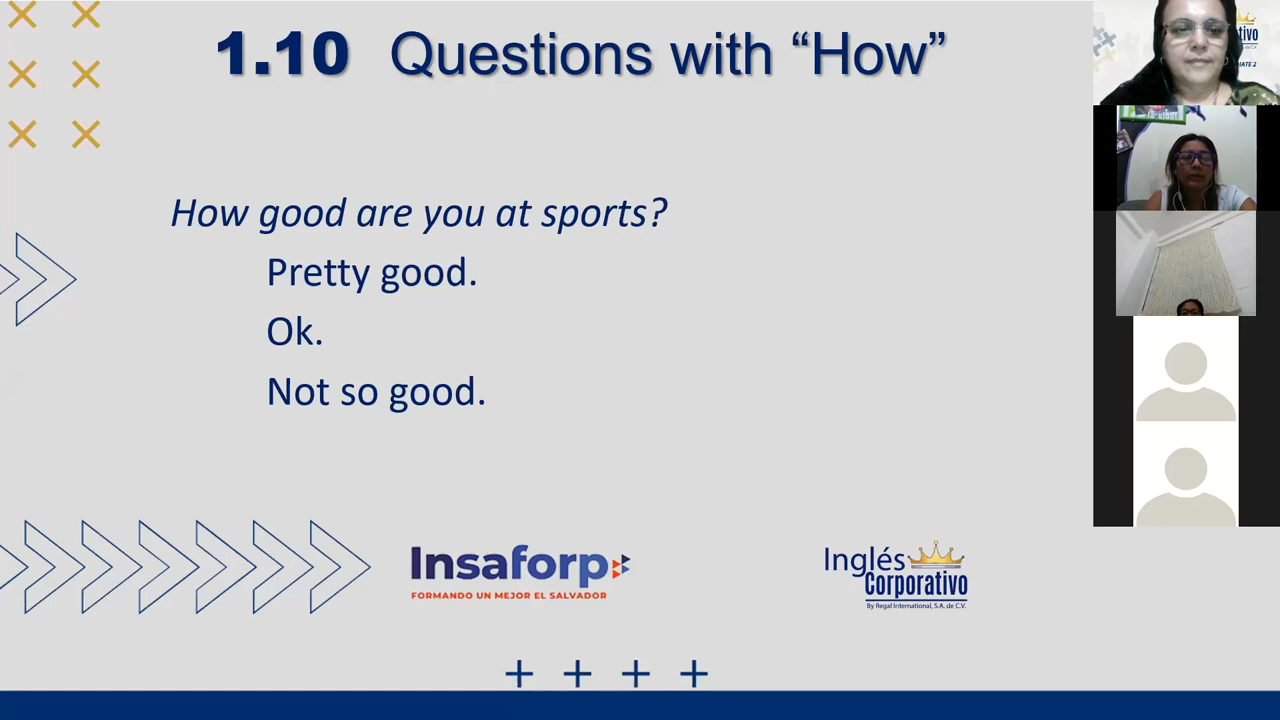 1.10 Questions with “How”
How good are you at sports?
Pretty good.
Ok.
Not so good.
Insaforp
FORMANDO UN MEJOR EL SALVADOR
Inglés
Corporativo
By Regal International, S.A. de C.V.